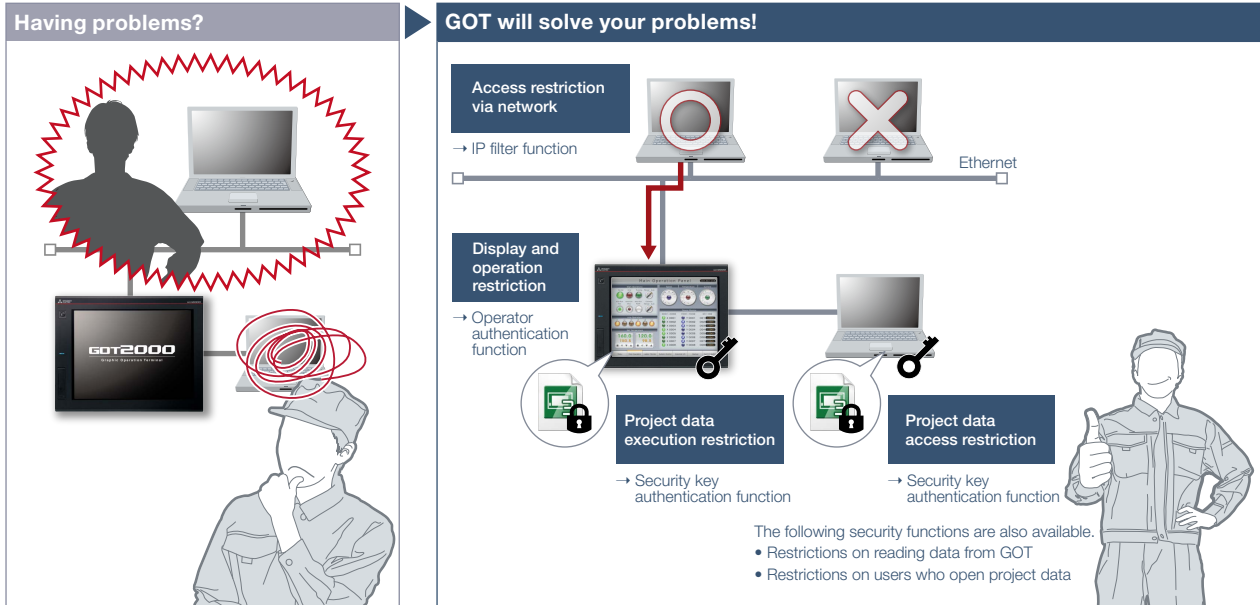 Having problems?
GOT2000
Graphic Operation Terminal
GOT will solve your problems!
Access restriction
via network
→ IP filter function
Ethernet
Display and
operation
restriction
→ Operator
authentication
function
Main Operation Panel
Project data
execution restriction
→ Security key
authentication function
Project data
access restriction
→ Security key
authentication function
The following security functions are also available.
• Restrictions on reading data from GOT
• Restrictions on users who open project data